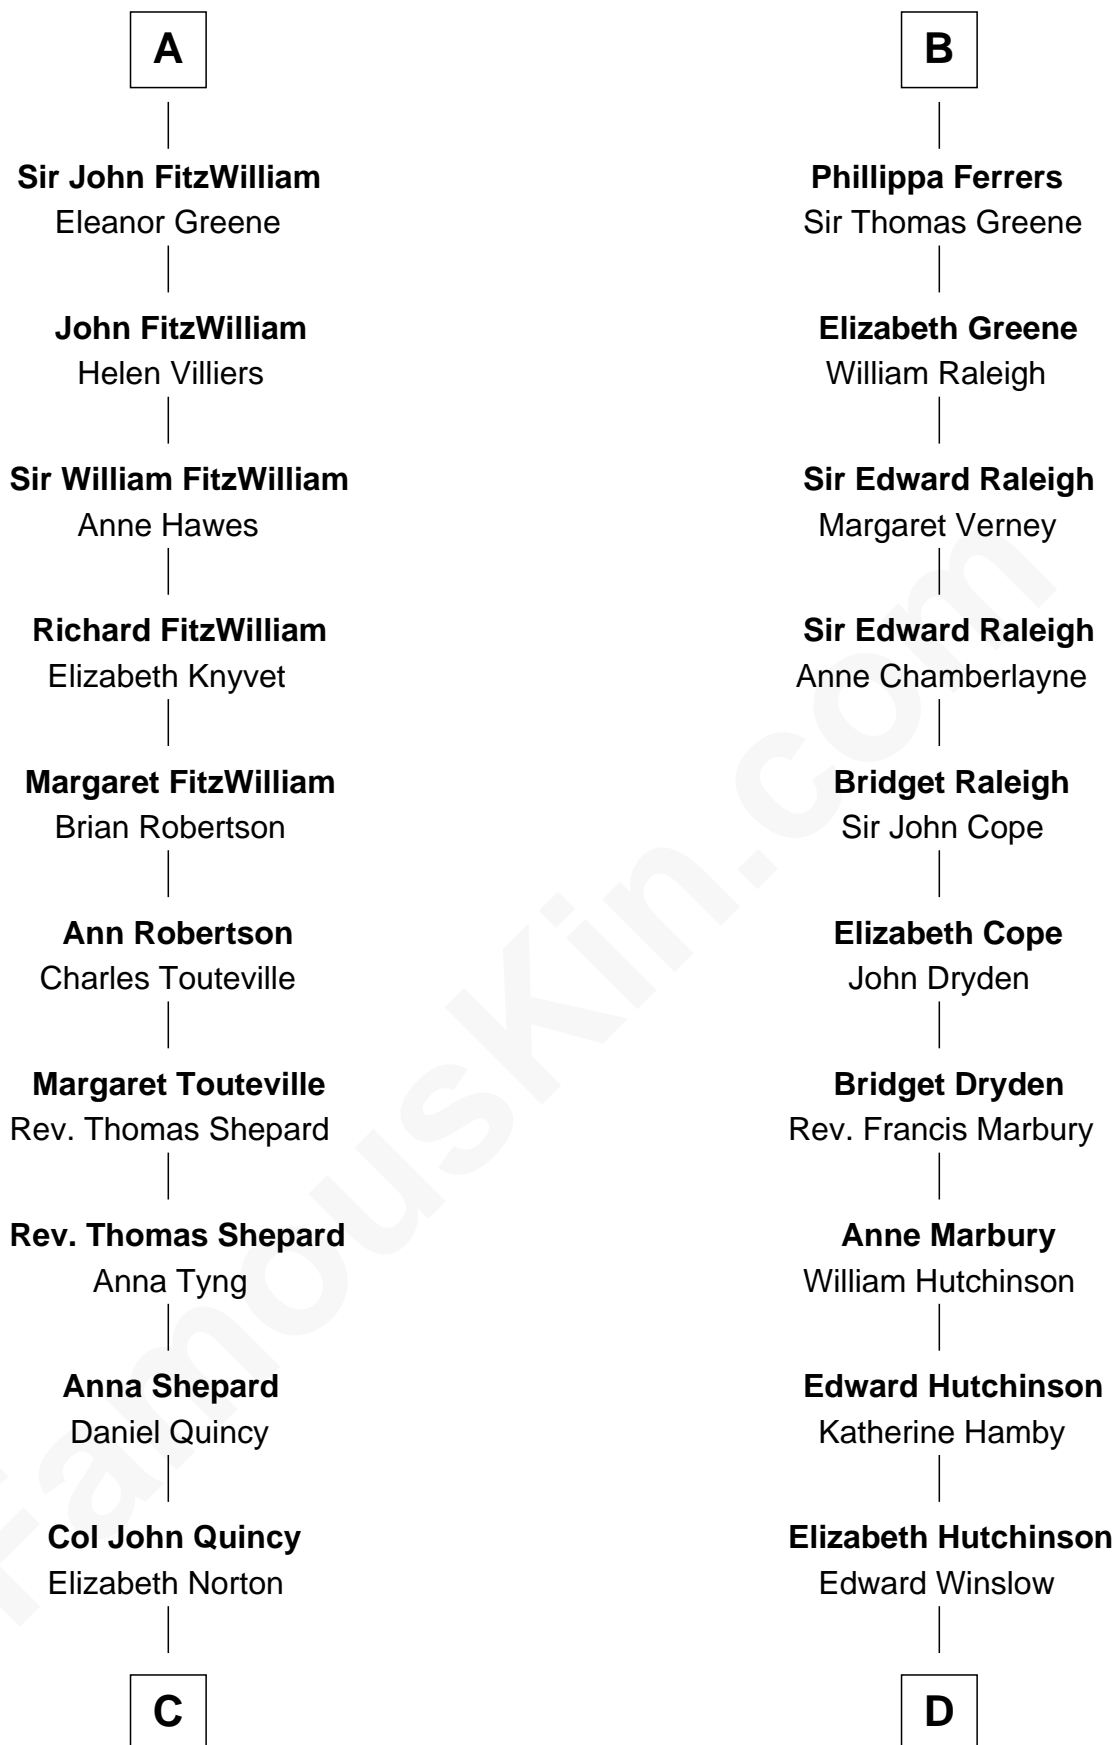 A
Sir John FitzWilliam
Eleanor Greene
John FitzWilliam
Helen Villiers
Sir William FitzWilliam
Anne Hawes
Richard FitzWilliam
Elizabeth Knyvet
Margaret FitzWilliam
Brian Robertson
Ann Robertson
Charles Touteville
Margaret Touteville
Rev. Thomas Shepard
Rev. Thomas Shepard
Anna Tyng
Anna Shepard
Daniel Quincy
Col John Quincy
Elizabeth Norton
C
B
Phillippa Ferrers
Sir Thomas Greene
Elizabeth Greene
William Raleigh
Sir Edward Raleigh
Margaret Verney
Sir Edward Raleigh
Anne Chamberlayne
Bridget Raleigh
Sir John Cope
Elizabeth Cope
John Dryden
Bridget Dryden
Rev. Francis Marbury
Anne Marbury
William Hutchinson
Edward Hutchinson
Katherine Hamby
Elizabeth Hutchinson
Edward Winslow
D
FamousKin.com